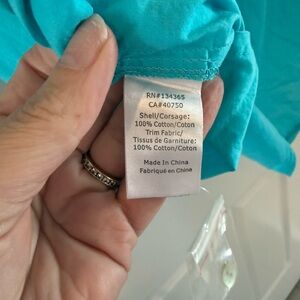 RN#134365
CA#40750
Shell/Corsage:
100% Cotton/Coton
Trim Fabric/
Tissus de Garniture:
100% Cotton/Coton
Made In China
Fabriqué en Chine